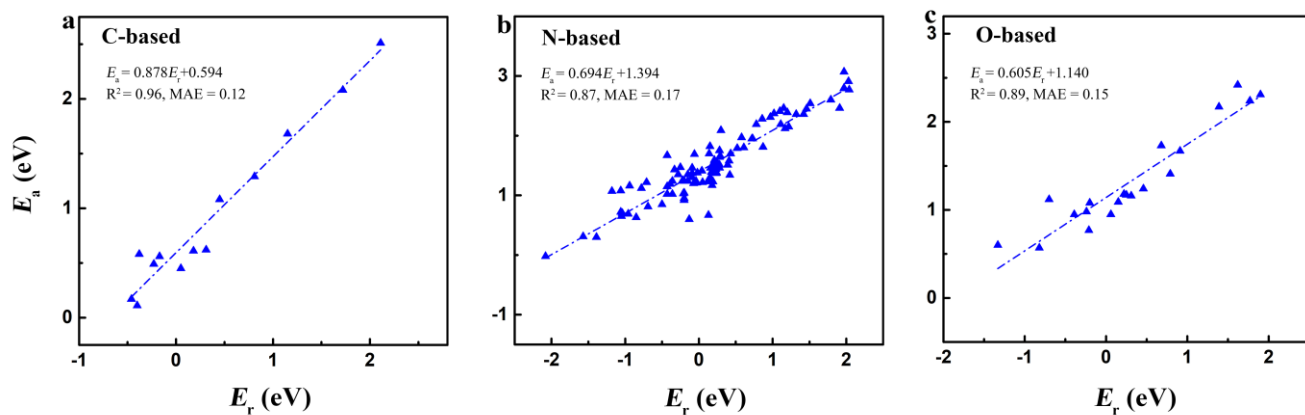 a
C-based
Eₐ = 0.878Eᵣ+0.594
R² = 0.96, MAE = 0.12
2
1
0
-1
0
1
2
Eₐ (eV)
Eᵣ (eV)
b
N-based
Eₐ = 0.694Eᵣ+1.394
R² = 0.87, MAE = 0.17
3
1
-1
-2
-1
0
1
2
Eᵣ (eV)
c
O-based
Eₐ = 0.605Eᵣ+1.140
R² = 0.89, MAE = 0.15
3
2
1
0
-2
-1
0
1
2
Eᵣ (eV)